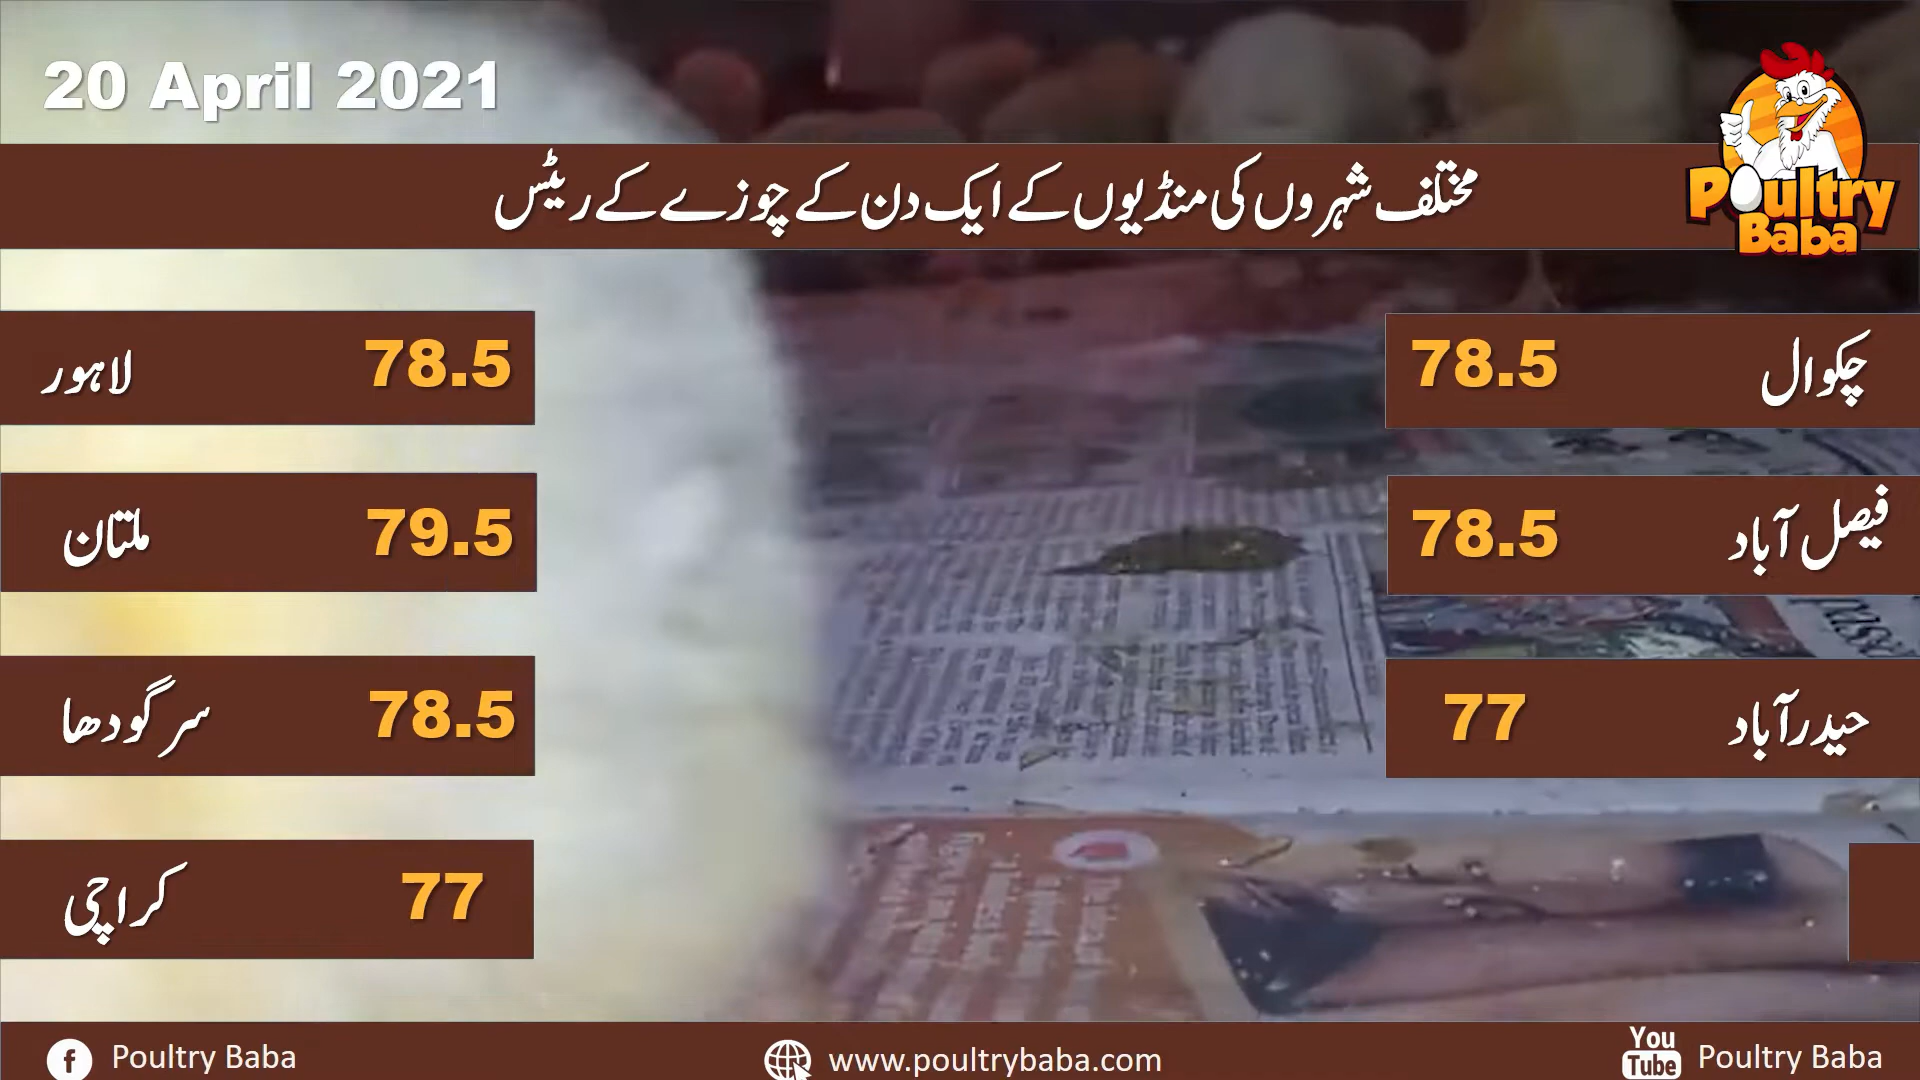 20 April 2021
مختلف شہروں کی منڈیوں کے ایک دن کے چوزے کے ریٹس
Poultry
Baba
لاہور 78.5
78.5 چکوال
ملتان 79.5
78.5 فیصل آباد
سرگودھا 78.5
77 حیدرآباد
کراچی 77
Poultry Baba
www.poultrybaba.com
You
Tube
Poultry Baba